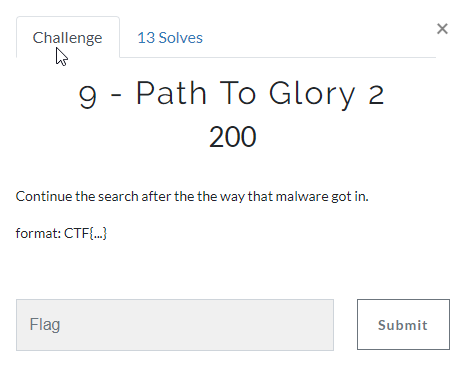 Challenge
13 Solves
×
9 - Path To Glory 2
200
Continue the search after the the way that malware got in.
format: CTF{...}
Flag
Submit